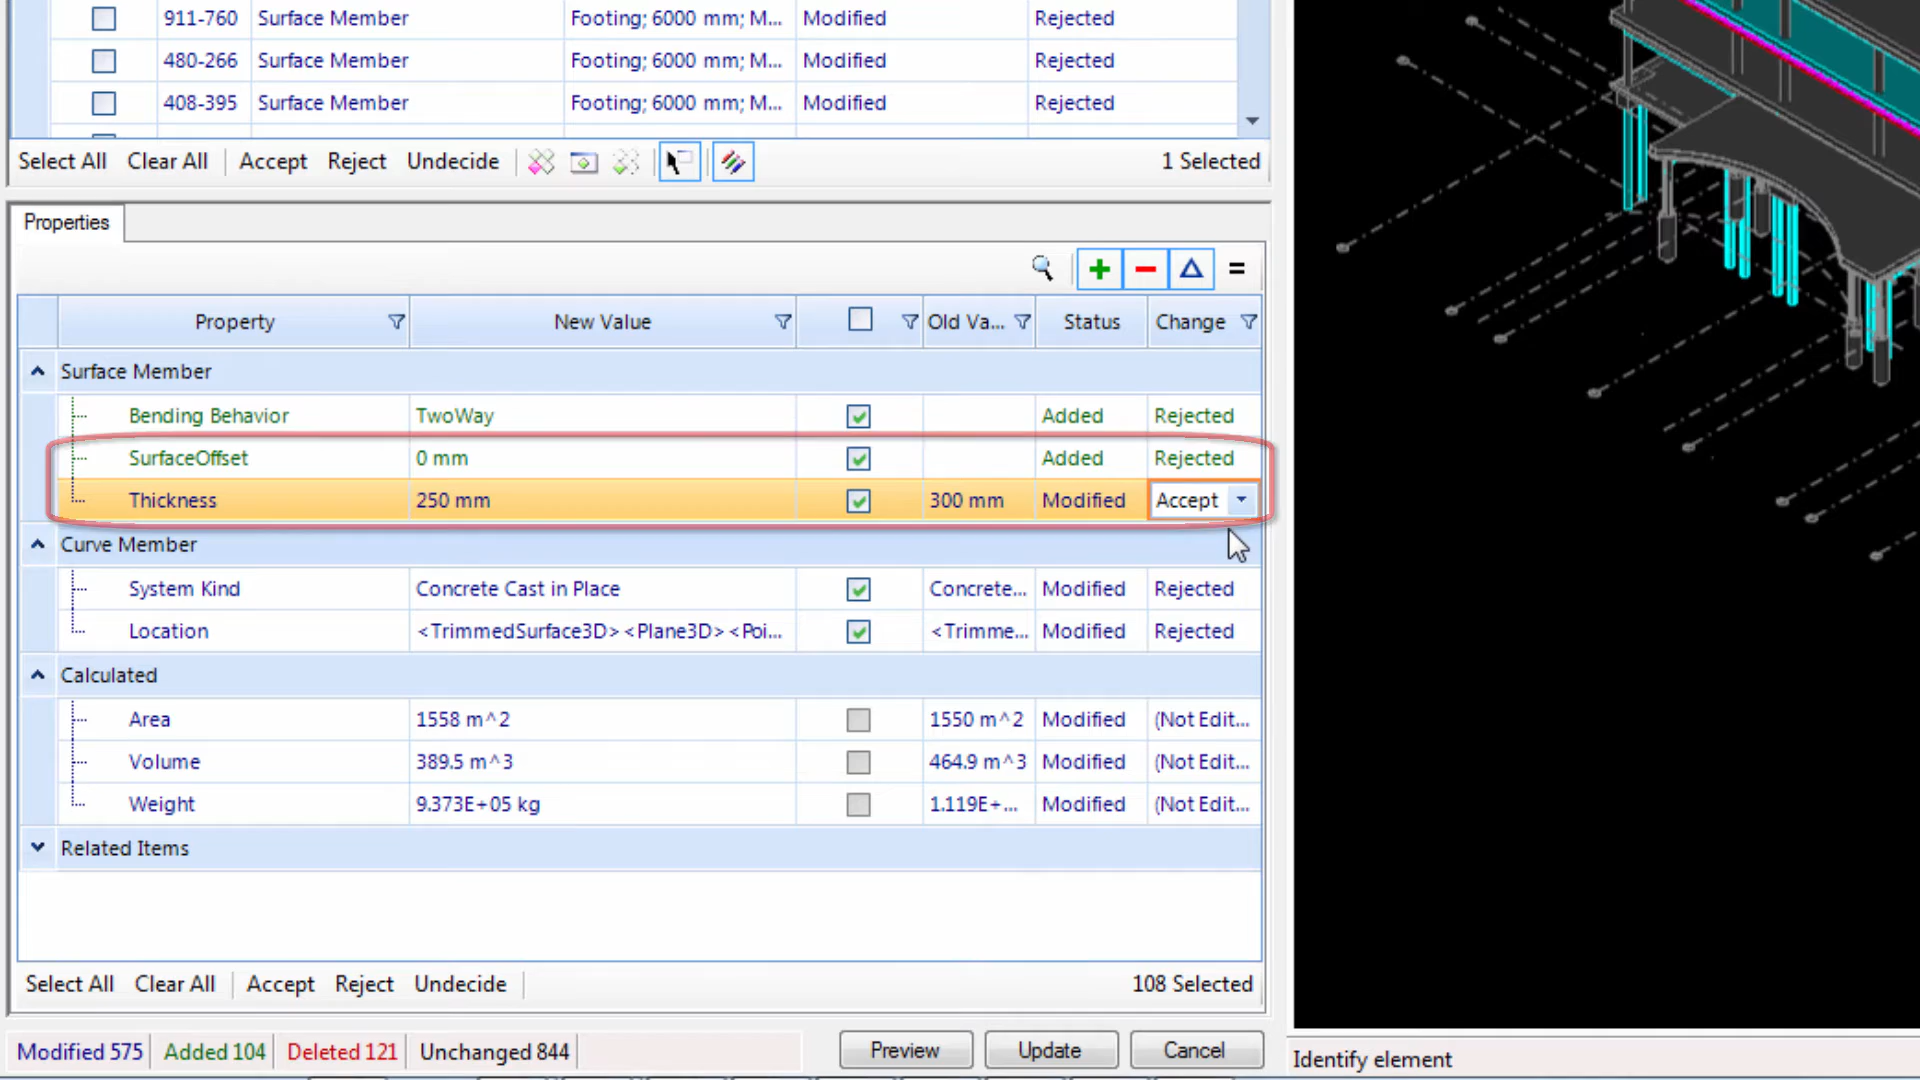 911-760 Surface Member Footing; 6000 mm; M... Modified Rejected
480-266 Surface Member Footing; 6000 mm; M... Modified Rejected
408-395 Surface Member Footing; 6000 mm; M... Modified Rejected
Select All Clear All Accept Reject Undecide 1 Selected
Properties
Property New Value Old Va... Status Change
Surface Member
Bending Behavior TwoWay Added Rejected
SurfaceOffset 0 mm Added Rejected
Thickness 250 mm 300 mm Modified Accept
Curve Member
System Kind Concrete Cast in Place Concrete... Modified Rejected
Location <TrimmedSurface3D><Plane3D><Poi... <Trimme... Modified Rejected
Calculated
Area 1558 m^2 1550 m^2 Modified (Not Edit...
Volume 389.5 m^3 464.9 m^3 Modified (Not Edit...
Weight 9.373E+05 kg 1.119E+... Modified (Not Edit...
Related Items
Select All Clear All Accept Reject Undecide 108 Selected
Modified 575 Added 104 Deleted 121 Unchanged 844 Preview Update Cancel
Identify element